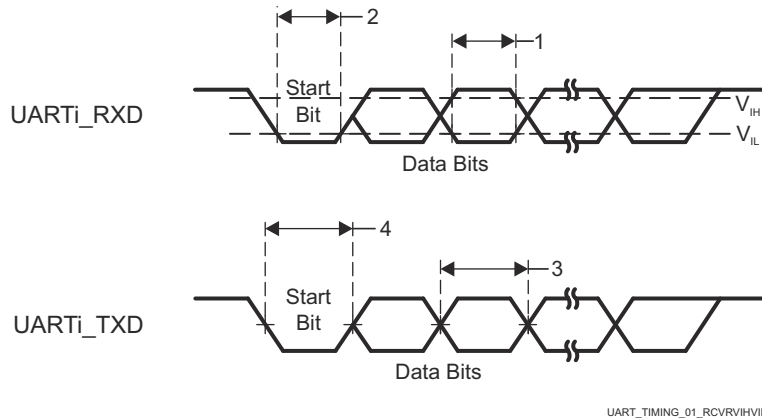 2
1
UARTi_RXD
Start
Bit
VIH
VIL
Data Bits
4
3
UARTi_TXD
Start
Bit
Data Bits
UART_TIMING_01_RCVRVIHVIL